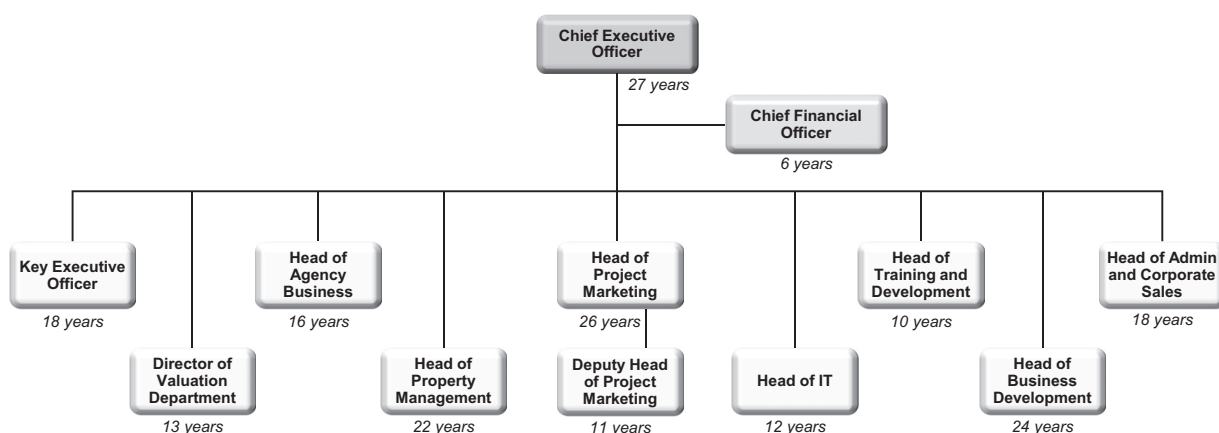 Chief Executive
Officer
27 years
Chief Financial
Officer
6 years
Key Executive
Officer
18 years
Head of
Agency
Business
16 years
Head of
Project
Marketing
26 years
Head of
Training and
Development
10 years
Head of Admin
and Corporate
Sales
18 years
Director of
Valuation
Department
13 years
Head of
Property
Management
22 years
Deputy Head
of Project
Marketing
11 years
Head of IT
12 years
Head of
Business
Development
24 years